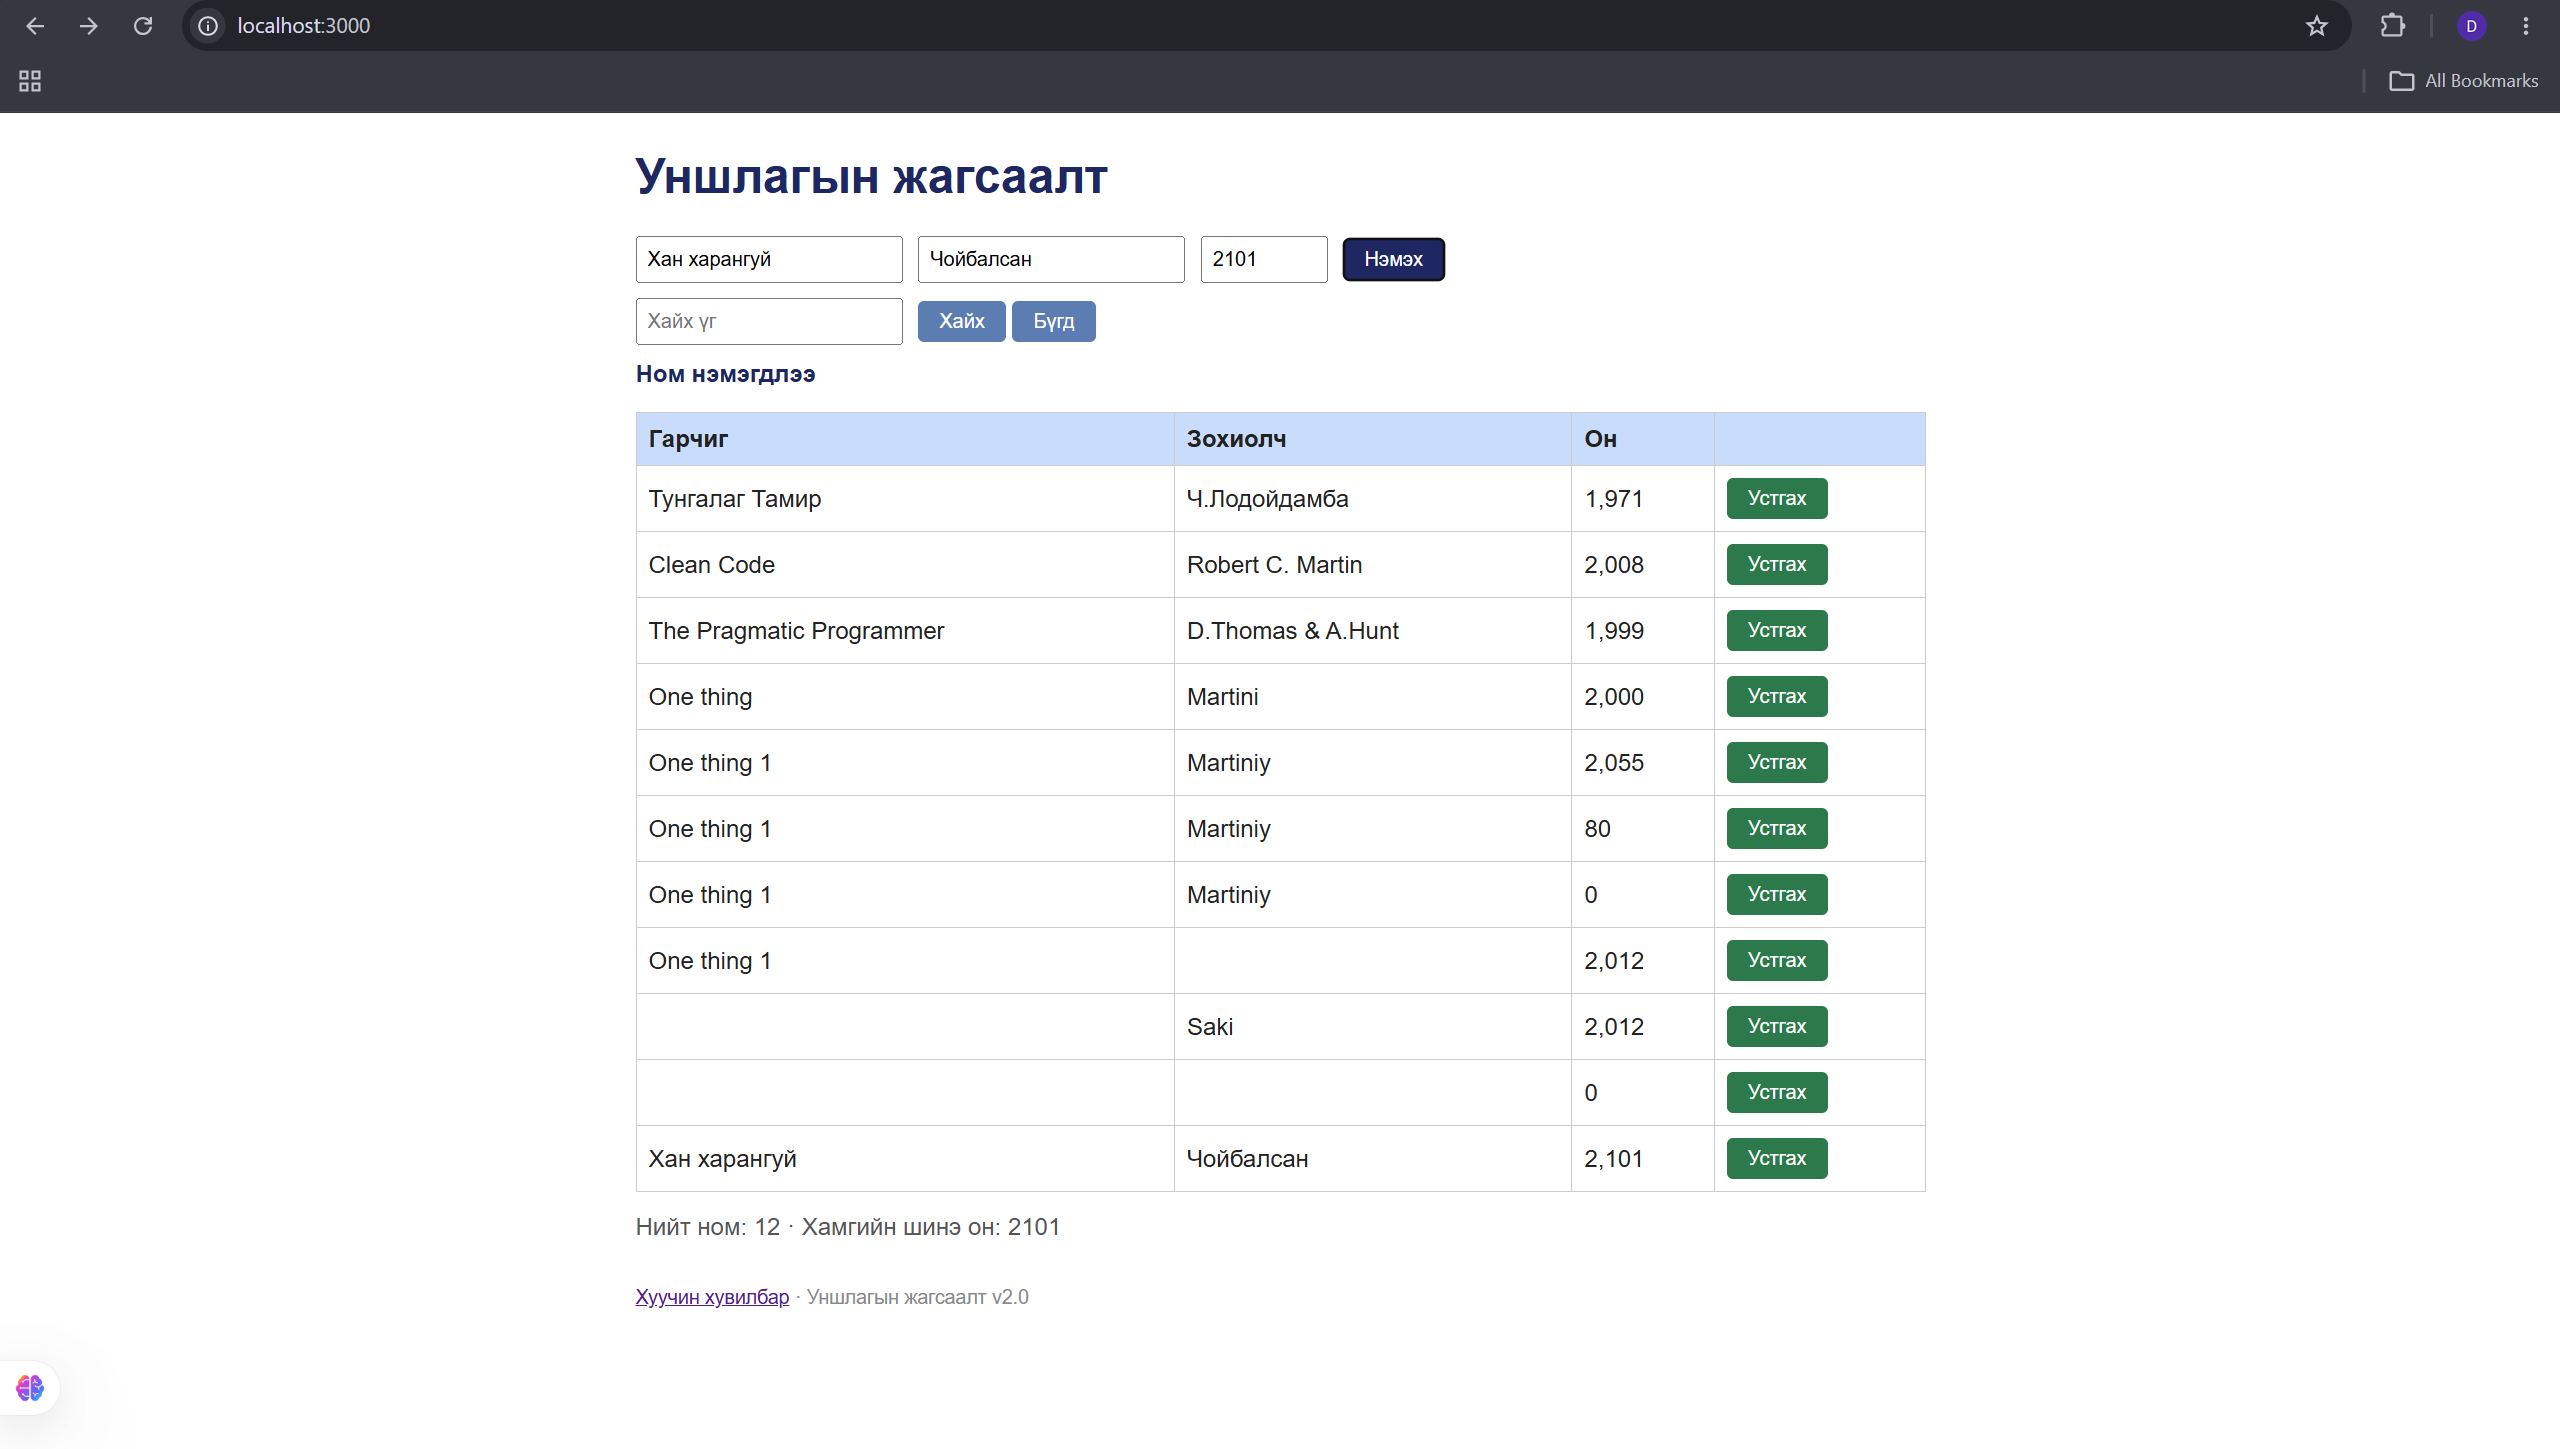 localhost:3000
D
All Bookmarks
Уншлагын жагсаалт
Хан харангуй Чойбалсан 2101 Нэмэх
Хайх үг Хайх Бүгд
Ном нэмэгдлээ
Гарчиг Зохиолч Он
Тунгалаг Тамир Ч.Лодойдамба 1,971 Устгах
Clean Code Robert C. Martin 2,008 Устгах
The Pragmatic Programmer D.Thomas & A.Hunt 1,999 Устгах
One thing Martini 2,000 Устгах
One thing 1 Martiniy 2,055 Устгах
One thing 1 Martiniy 80 Устгах
One thing 1 Martiniy 0 Устгах
One thing 1 2,012 Устгах
Saki 2,012 Устгах
0 Устгах
Хан харангуй Чойбалсан 2,101 Устгах
Нийт ном: 12 · Хамгийн шинэ он: 2101
Хуучин хувилбар · Уншлагын жагсаалт v2.0